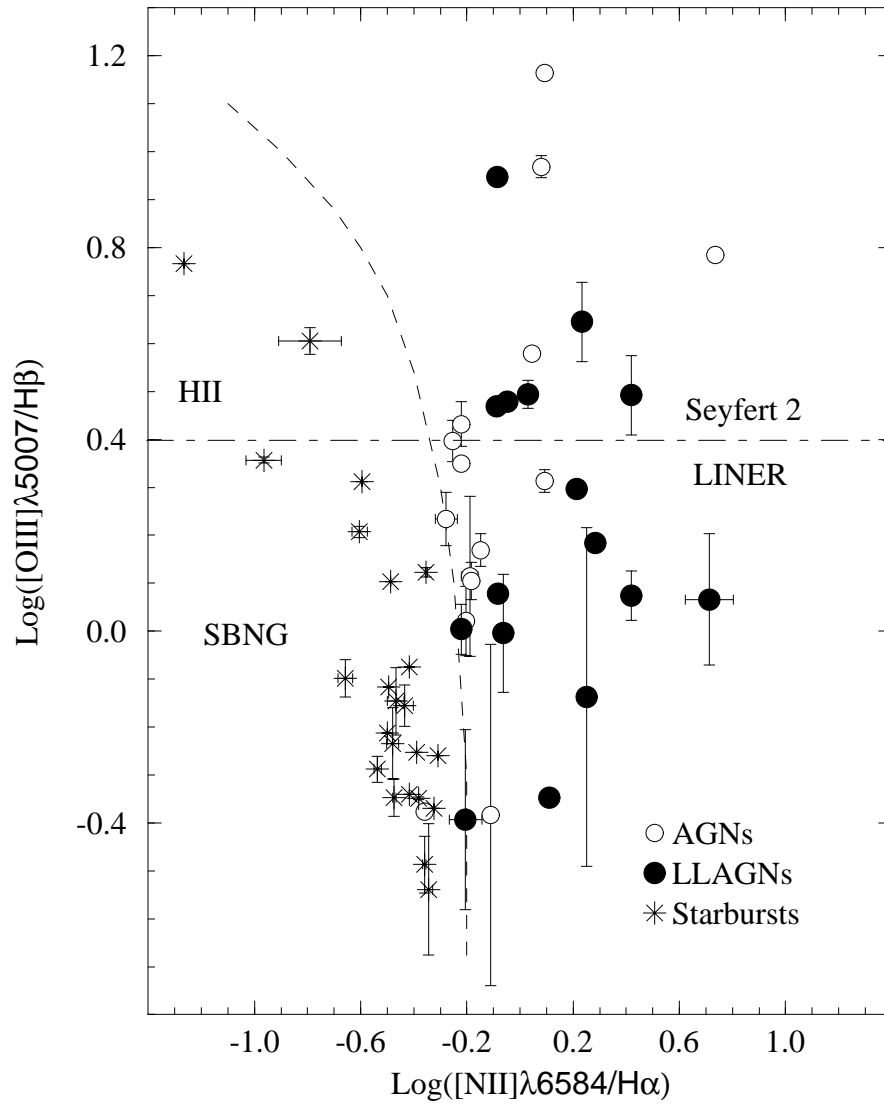 1.2
0.8
HII
Seyfert 2
0.4
LINER
SBNG
0.0
-0.4
AGNs
LLAGNs
Starbursts
-1.0 -0.6 -0.2 0.2 0.6 1.0
Log([NII]λ6584/Hα)
Log([OIII]λ5007/Hβ)